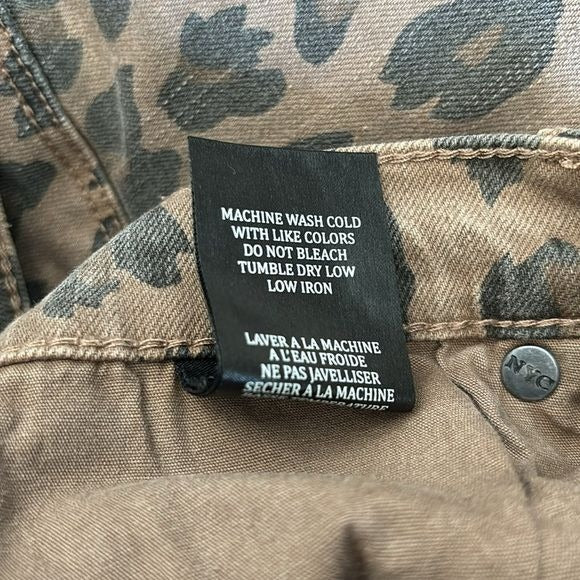 MACHINE WASH COLD
WITH LIKE COLORS
DO NOT BLEACH
TUMBLE DRY LOW
LOW IRON
LAVER A LA MACHINE
A L'EAU FROIDE
NE PAS JAVELLISER
SECHER A LA MACHINE
TEMPERATURE
NYC